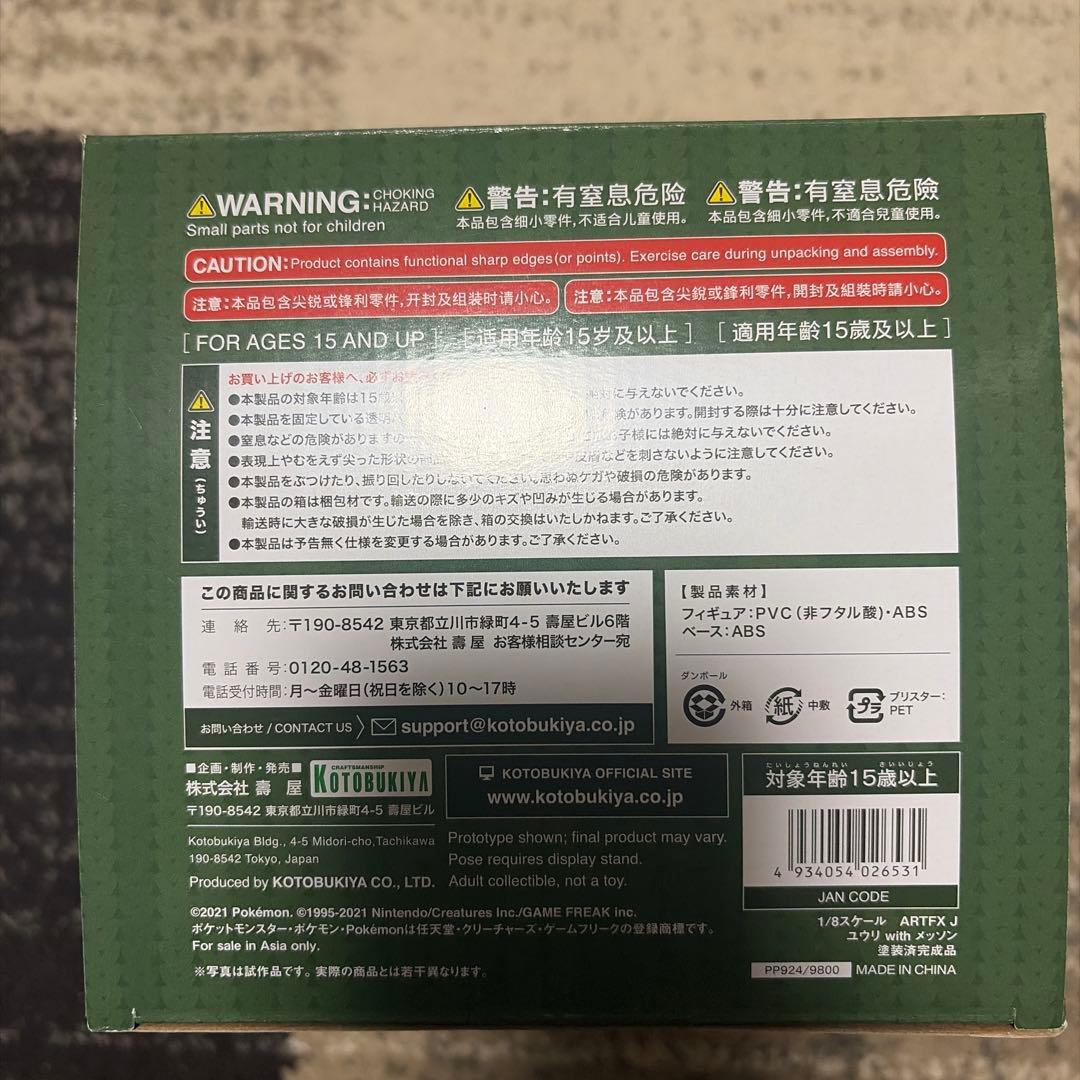 ⚠WARNING: CHOKING HAZARD
Small parts not for children
⚠警告:有窒息危险
本品包含细小零件,不适合儿童使用。
⚠警告:有窒息危險
本品包含細小零件,不適合兒童使用。
CAUTION: Product contains functional sharp edges(or points). Exercise care during unpacking and assembly.
注意:本品包含尖锐或锋利零件,开封及组装时请小心。
注意:本品包含尖銳或鋒利零件,開封及組裝時請小心。
[FOR AGES 15 AND UP] [适用年龄15岁及以上] [適用年齡15歲及以上]
⚠注意(ちゅうい)
お買い上げのお客様へ、必ずお読み
●本製品の対象年齢は15歳 に与えないでください。
●本製品を固定している透明 険があります。開封する際は十分に注意してください。
●窒息などの危険がありますの お子様には絶対に与えないでください。
●表現上やむをえず尖った形状の 皮膚などを刺さないように注意してください。
●本製品をぶつけたり、振り回したりしないでください。思わぬケガや破損の危険があります。
●本製品の箱は梱包材です。輸送の際に多少のキズや凹みが生じる場合があります。
輸送時に大きな破損が生じた場合を除き、箱の交換はいたしかねます。ご了承ください。
●本製品は予告無く仕様を変更する場合があります。ご了承ください。
この商品に関するお問い合わせは下記にお願いいたします
連絡先:〒190-8542 東京都立川市緑町4-5 壽屋ビル6階
株式会社 壽屋 お客様相談センター宛
電話番号:0120-48-1563
電話受付時間:月〜金曜日(祝日を除く)10〜17時
お問い合わせ / CONTACT US support@kotobukiya.co.jp
【製品素材】
フィギュア:PVC(非フタル酸)・ABS
ベース:ABS
ダンボール
外箱 紙 中敷 プラ ブリスター:
PET
■企画・制作・発売■
株式会社 壽 屋
CRAFTSMANSHIP
KOTOBUKIYA
〒190-8542 東京都立川市緑町4-5 壽屋ビル
Kotobukiya Bldg., 4-5 Midori-cho,Tachikawa
190-8542 Tokyo, Japan
Produced by KOTOBUKIYA CO., LTD.
KOTOBUKIYA OFFICIAL SITE
www.kotobukiya.co.jp
Prototype shown; final product may vary.
Pose requires display stand.
Adult collectible, not a toy.
©2021 Pokémon. ©1995-2021 Nintendo/Creatures Inc./GAME FREAK inc.
ポケットモンスター・ポケモン・Pokémonは任天堂・クリーチャーズ・ゲームフリークの登録商標です。
For sale in Asia only.
※写真は試作品です。実際の商品とは若干異なります。
たいしょうねんれい さいいじょう
対象年齢15歳以上
4 934054 026531
JAN CODE
1/8スケール ARTFX J
ユウリ with メッソン
塗装済完成品
PP924/9800 MADE IN CHINA